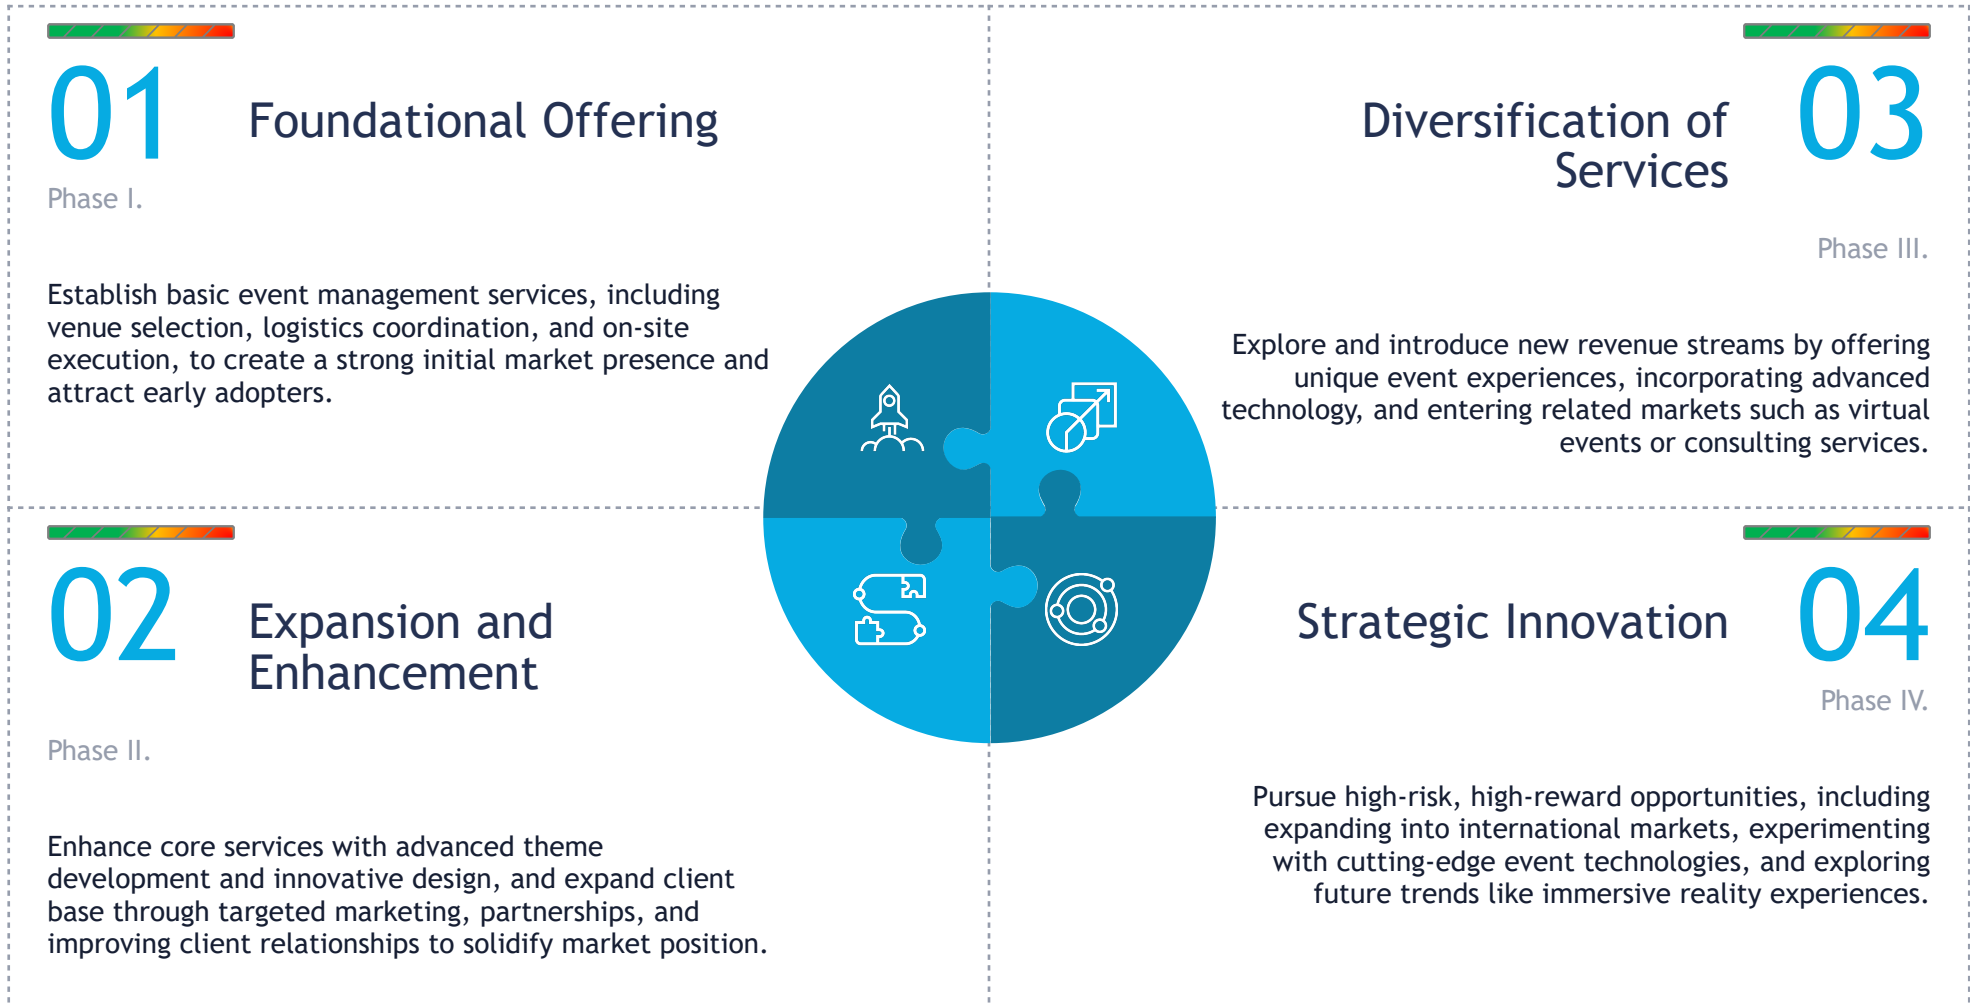 01
Foundational Offering
Phase I.
Establish basic event management services, including
venue selection, logistics coordination, and on-site
execution, to create a strong initial market presence and
attract early adopters.
02
Expansion and
Enhancement
Phase II.
Enhance core services with advanced theme
development and innovative design, and expand client
base through targeted marketing, partnerships, and
improving client relationships to solidify market position.
03
Diversification of
Services
Phase III.
Explore and introduce new revenue streams by offering
unique event experiences, incorporating advanced
technology, and entering related markets such as virtual
events or consulting services.
04
Strategic Innovation
Phase IV.
Pursue high-risk, high-reward opportunities, including
expanding into international markets, experimenting
with cutting-edge event technologies, and exploring
future trends like immersive reality experiences.